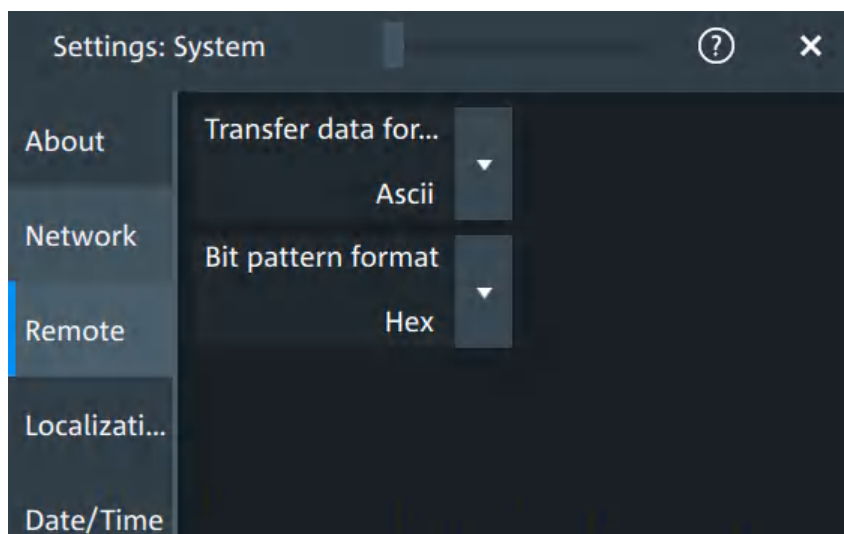 Settings: System
?
About
Network
Remote
Localizati...
Date/Time
Transfer data for...
Ascii
Bit pattern format
Hex